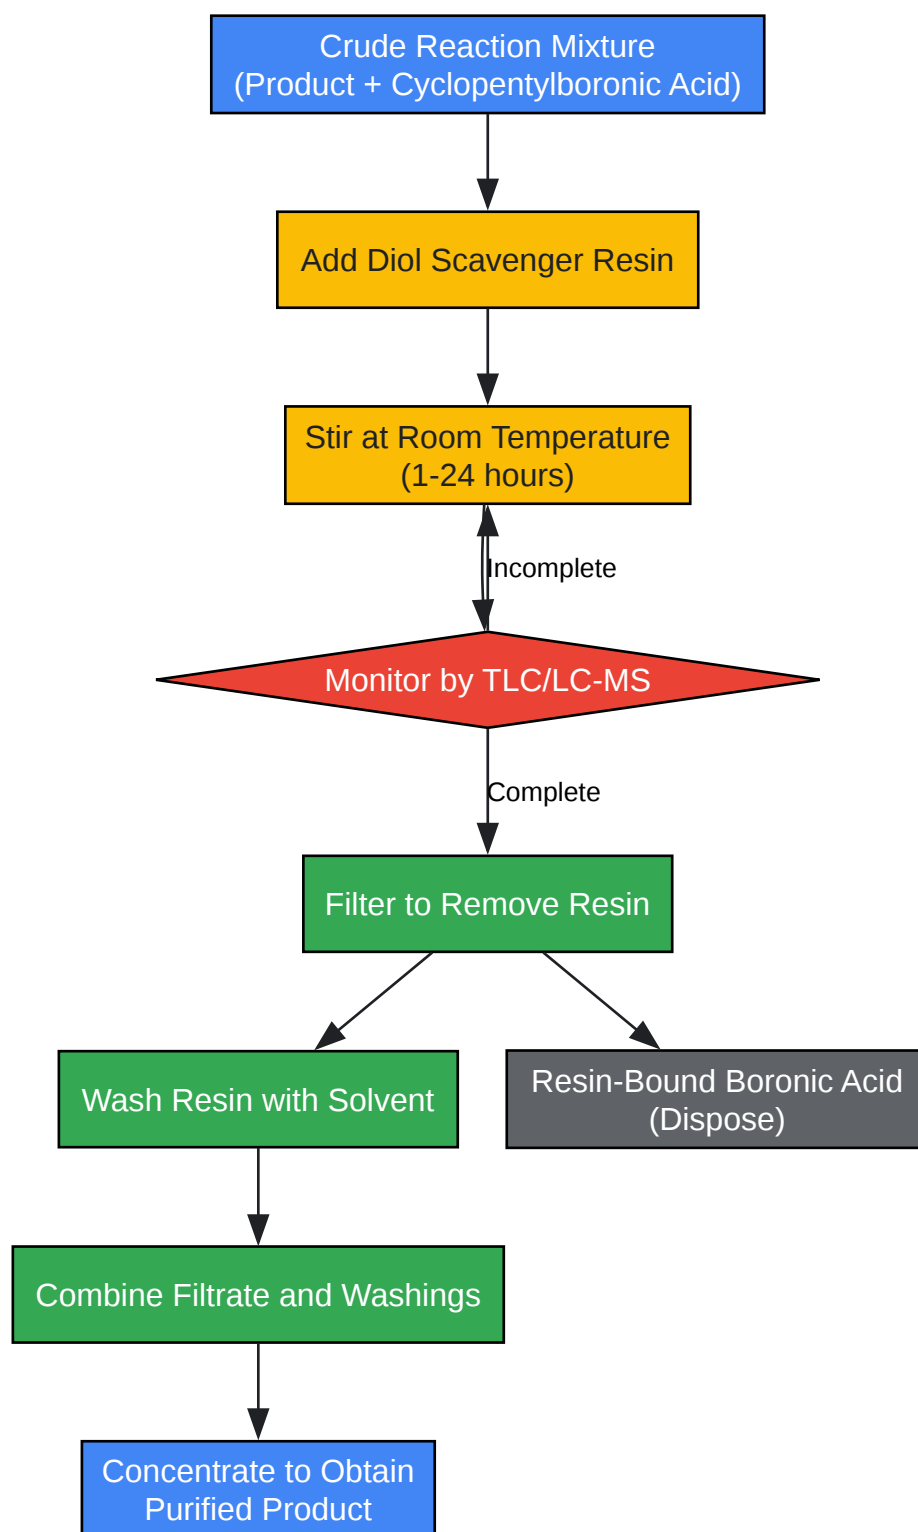 Crude Reaction Mixture
(Product + Cyclopentylboronic Acid)
Add Diol Scavenger Resin
Stir at Room Temperature
(1-24 hours)
Incomplete
Monitor by TLC/LC-MS
Complete
Filter to Remove Resin
Wash Resin with Solvent
Resin-Bound Boronic Acid
(Dispose)
Combine Filtrate and Washings
Concentrate to Obtain
Purified Product